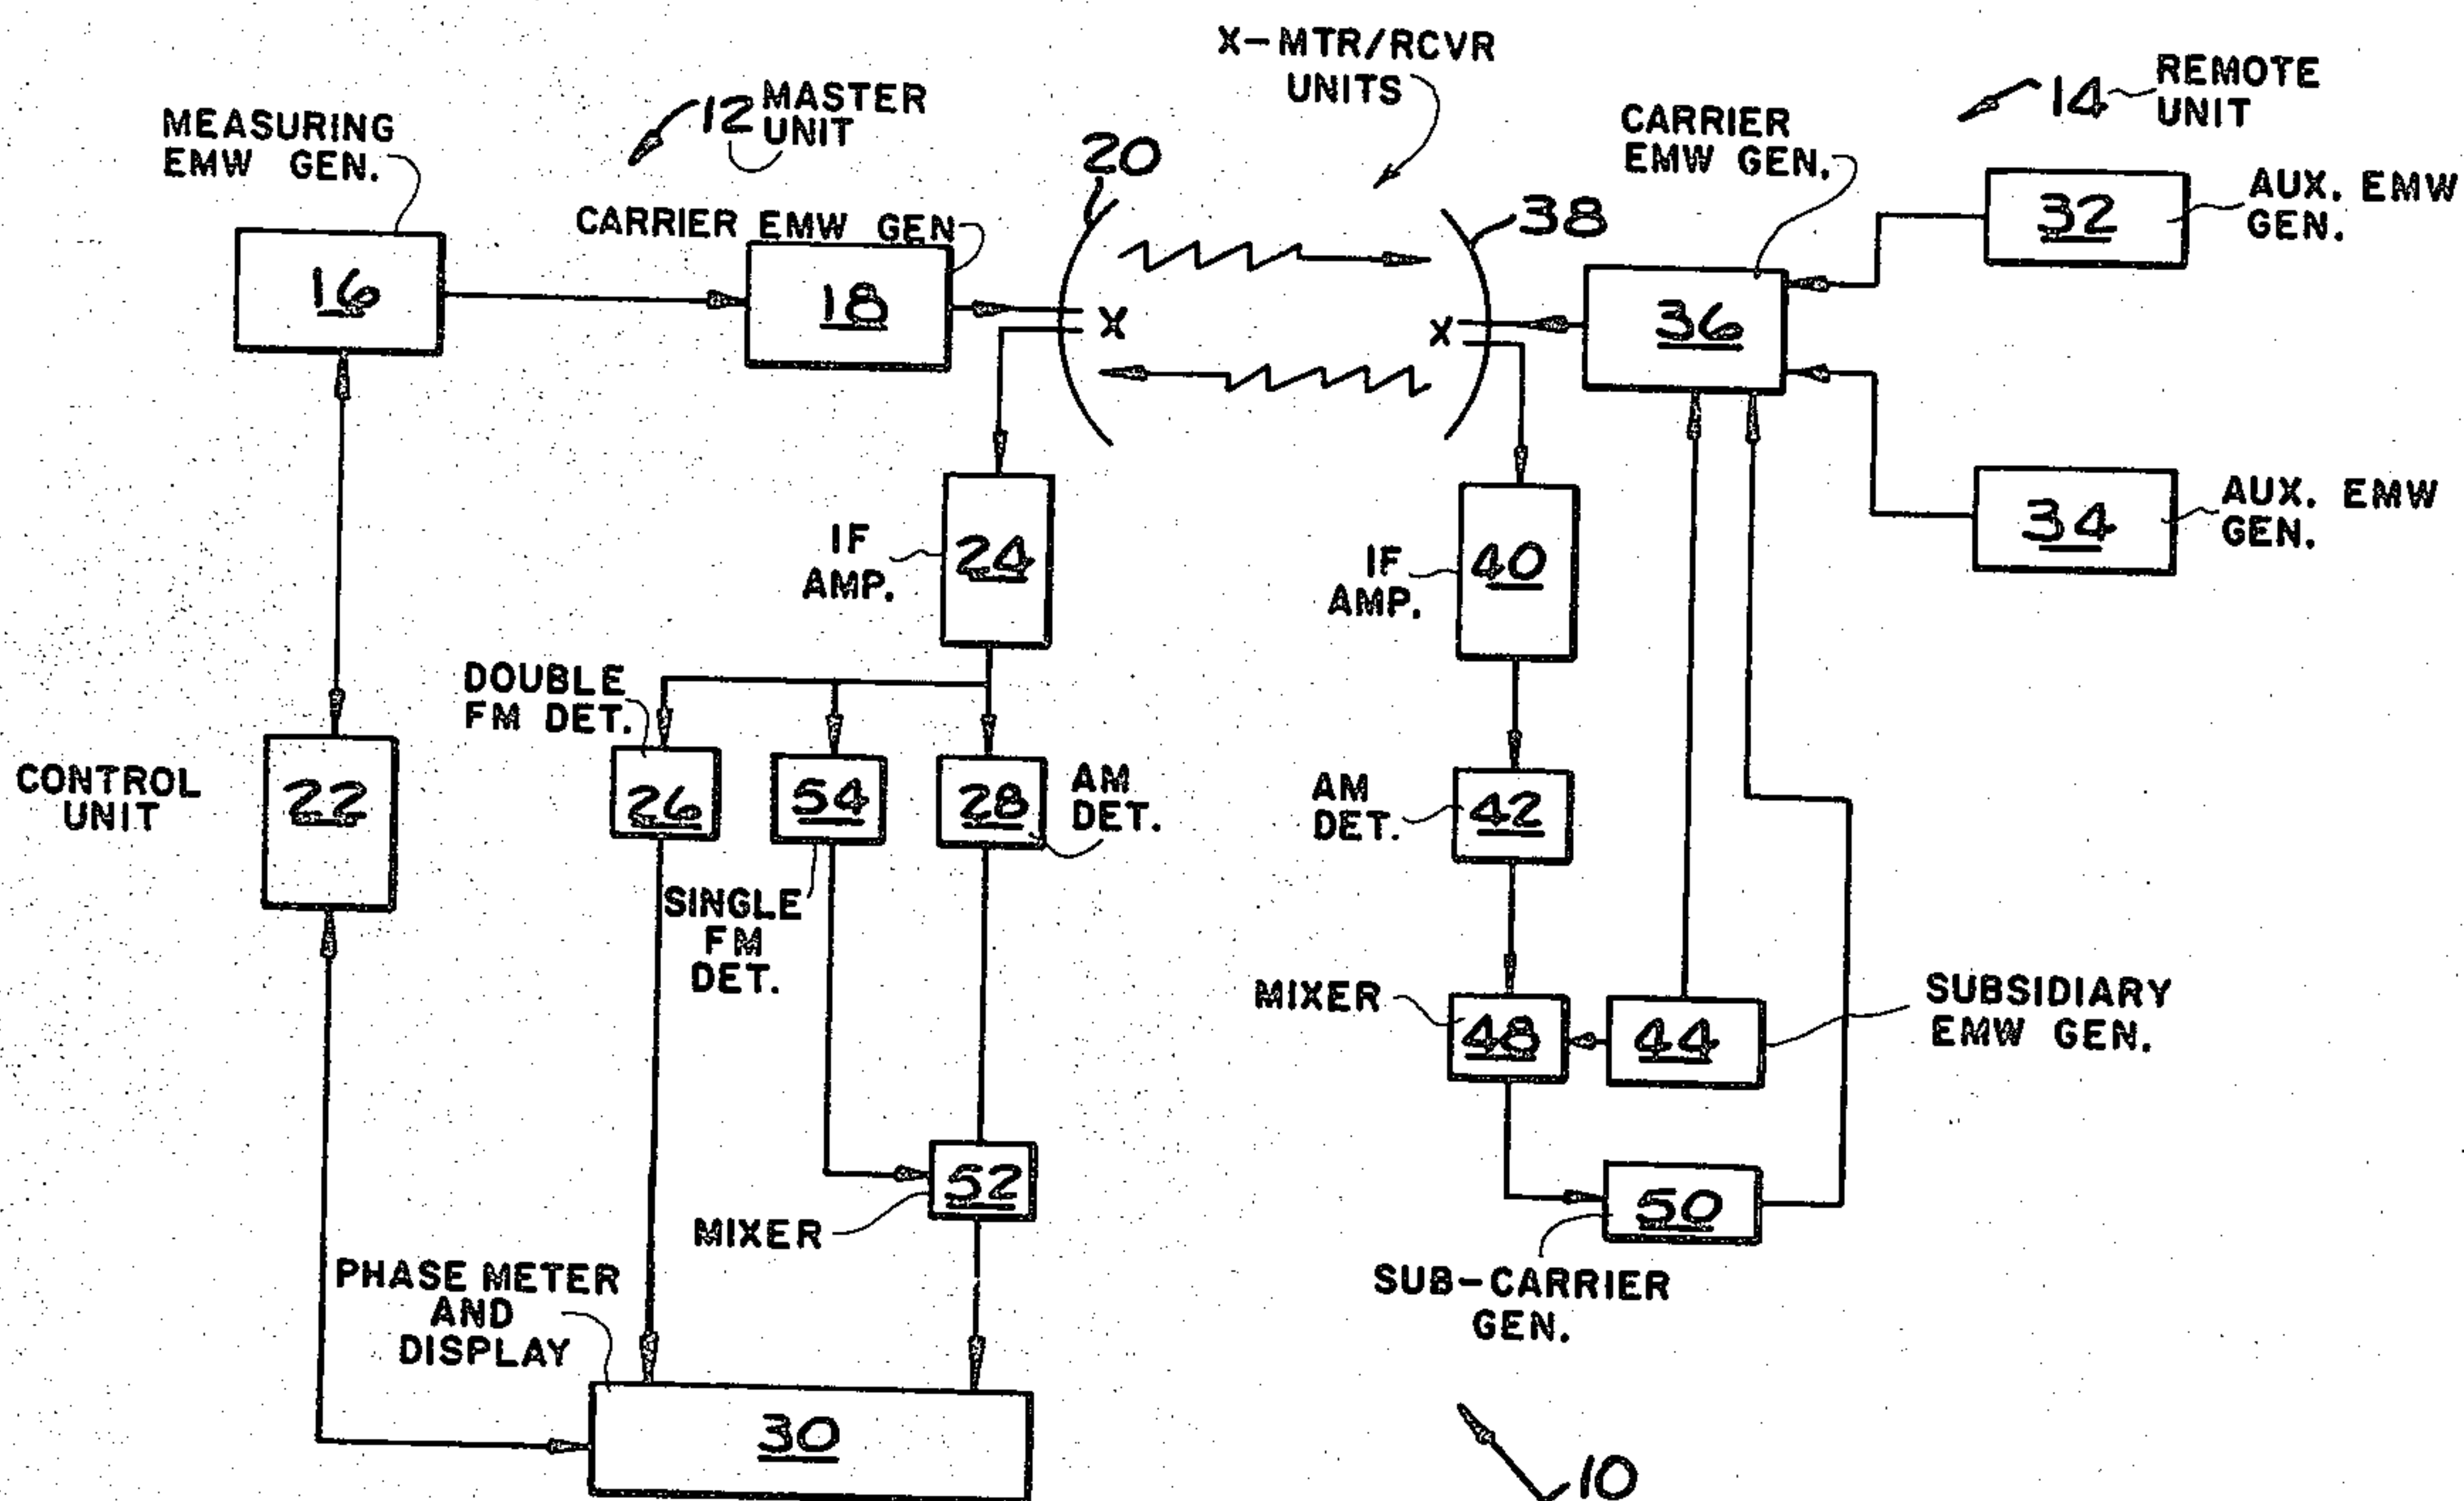 X-MTR/RCVR
UNITS
12 MASTER
UNIT
14 REMOTE
UNIT
MEASURING
EMW GEN.
20
CARRIER
EMW GEN.
CARRIER EMW GEN
38
32
AUX. EMW
GEN.
16
18
X
X
36
34
AUX. EMW
GEN.
IF
AMP.
24
IF
AMP.
40
DOUBLE
FM DET.
CONTROL
UNIT
22
26
54
28
AM
DET.
AM
DET.
42
SINGLE
FM
DET.
MIXER
48
44
SUBSIDIARY
EMW GEN.
52
MIXER
50
SUB-CARRIER
GEN.
PHASE METER
AND
DISPLAY
30
10